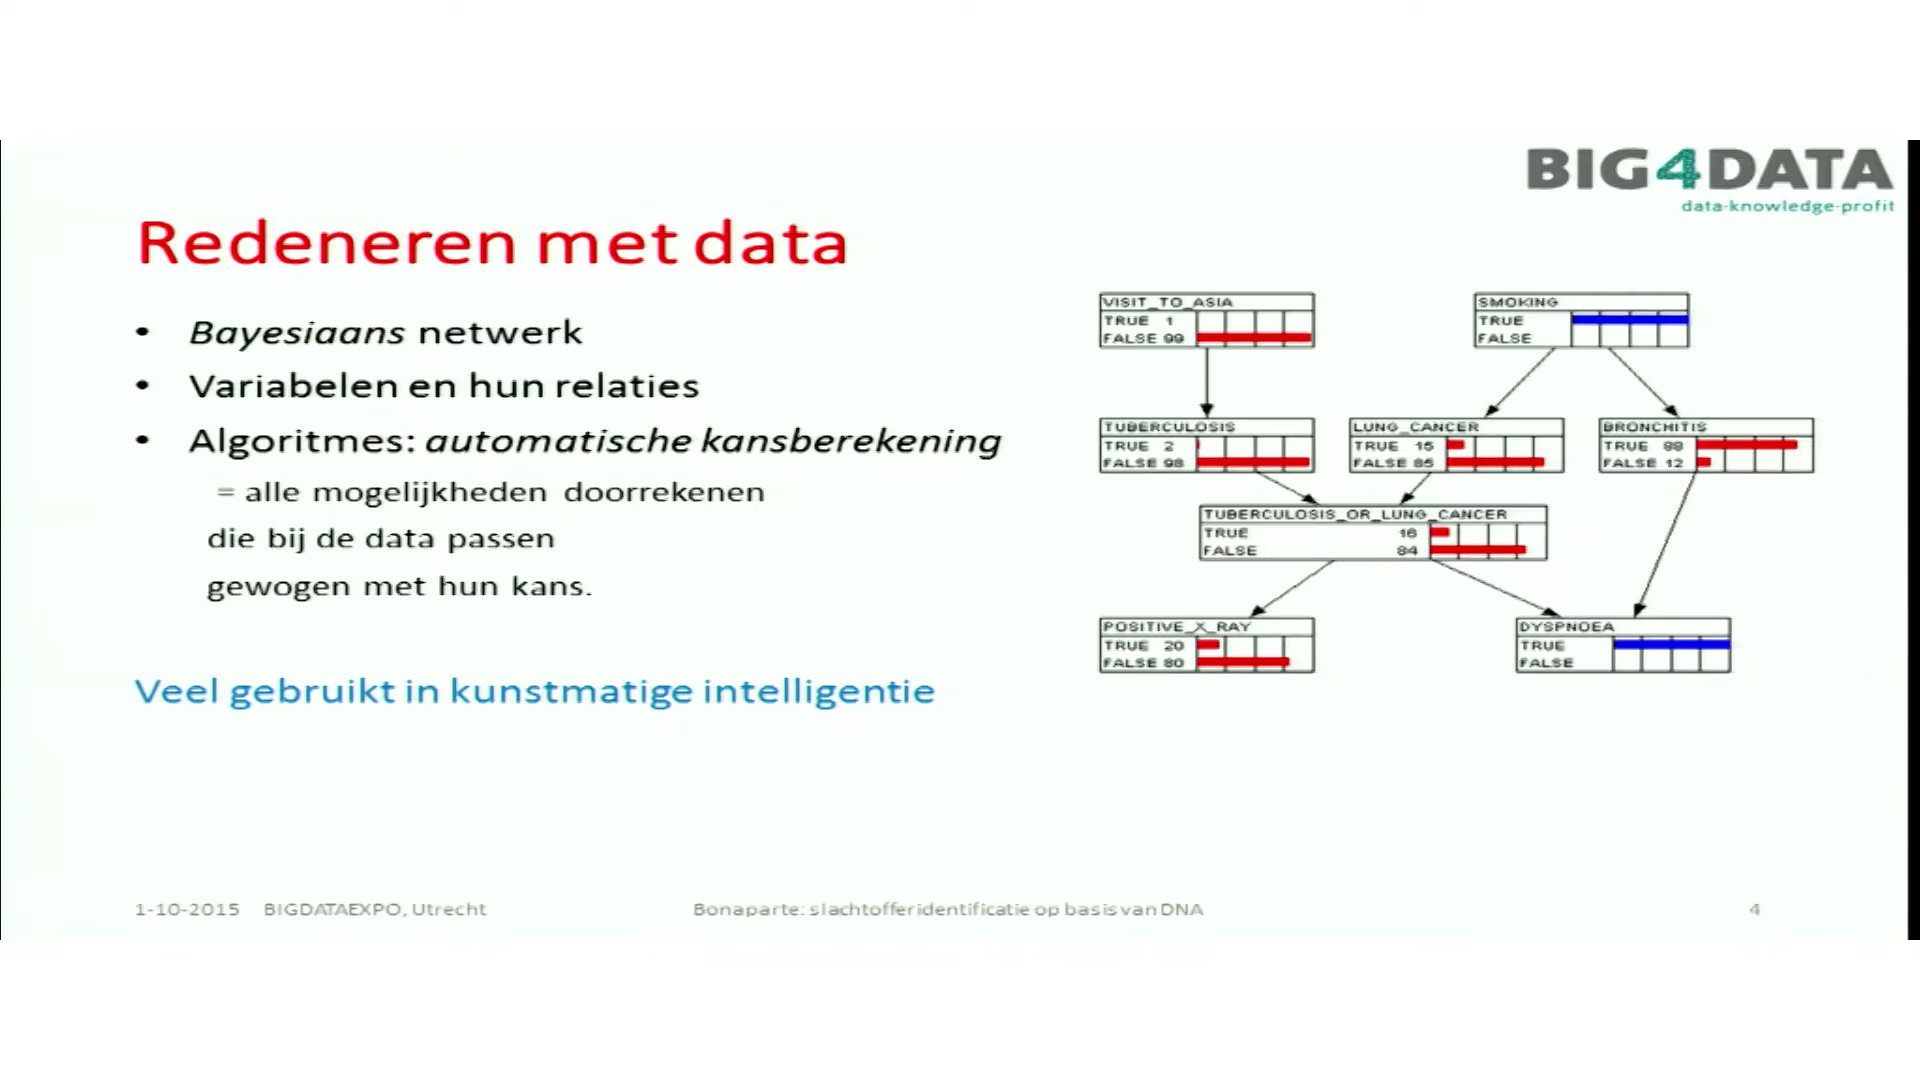 BIG4DATA
data-knowledge-profit
Redeneren met data
• Bayesiaans netwerk
• Variabelen en hun relaties
• Algoritmes: automatische kansberekening
= alle mogelijkheden doorrekenen
die bij de data passen
gewogen met hun kans.
Veel gebruikt in kunstmatige intelligentie
VISIT_TO_ASIA
TRUE 1
FALSE 99
SMOKING
TRUE
FALSE
TUBERCULOSIS
TRUE 2
FALSE 98
LUNG_CANCER
TRUE 15
FALSE 85
BRONCHITIS
TRUE 88
FALSE 12
TUBERCULOSIS_OR_LUNG_CANCER
TRUE 16
FALSE 84
POSITIVE_X_RAY
TRUE 20
FALSE 80
DYSPNOEA
TRUE
FALSE
1-10-2015 BIGDATAEXPO, Utrecht
Bonaparte: slachtofferidentificatie op basis van DNA
4